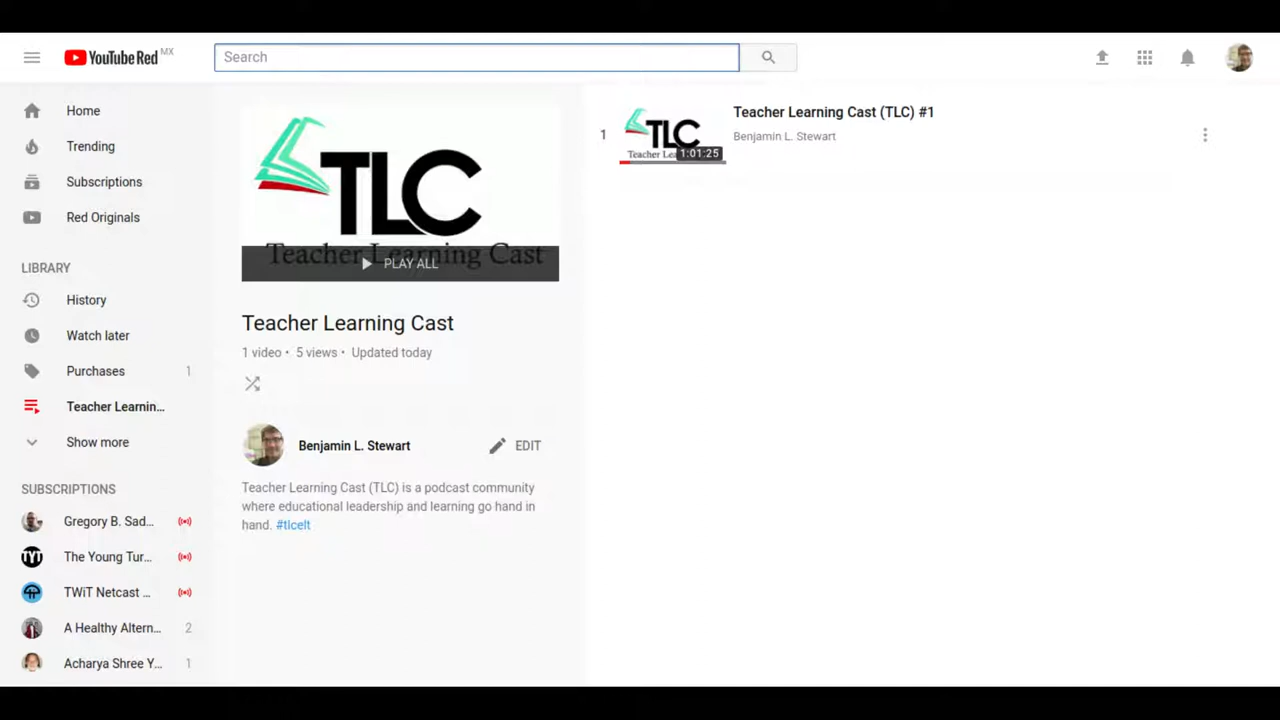 YouTube Red MX
Search
Home
Trending
Subscriptions
Red Originals
LIBRARY
History
Watch later
Purchases 1
Teacher Learnin...
Show more
SUBSCRIPTIONS
Gregory B. Sad...
The Young Tur...
TWiT Netcast ...
A Healthy Altern... 2
Acharya Shree Y... 1
TLC
Teacher Learning Cast
PLAY ALL
Teacher Learning Cast
1 video • 5 views • Updated today
Benjamin L. Stewart
EDIT
Teacher Learning Cast (TLC) is a podcast community
where educational leadership and learning go hand in
hand. #tlcelt
1
TLC
Teacher Lea
1:01:25
Teacher Learning Cast (TLC) #1
Benjamin L. Stewart
TYT